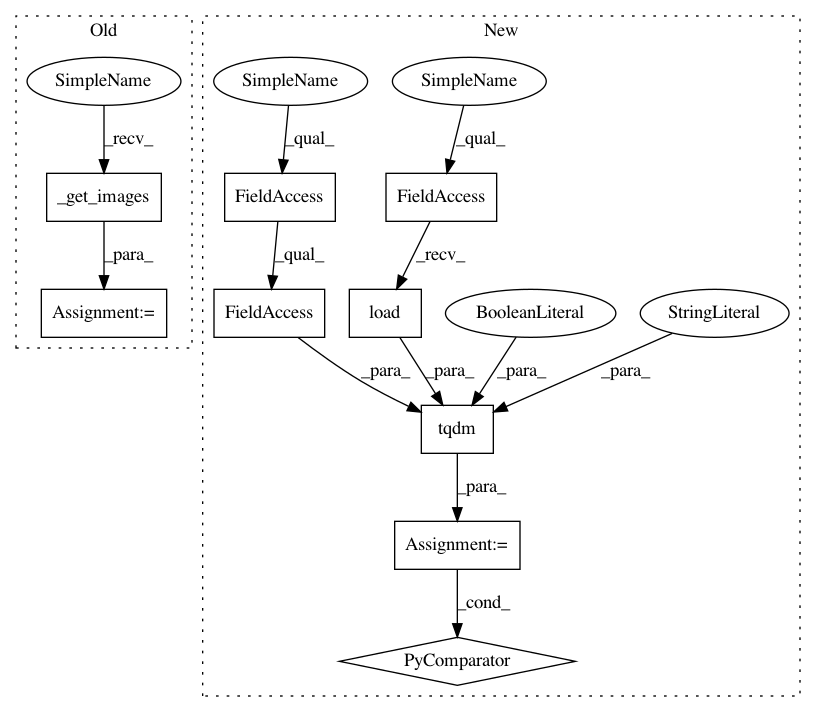 Old
New
SimpleName
SimpleName
SimpleName
_recv_
_qual_
_qual_
_get_images
FieldAccess
FieldAccess
_para_
_qual_
_recv_
Assignment:=
FieldAccess
load
BooleanLiteral
StringLiteral
_para_
_para_
_para_
_para_
tqdm
_para_
Assignment:=
_cond_
PyComparator